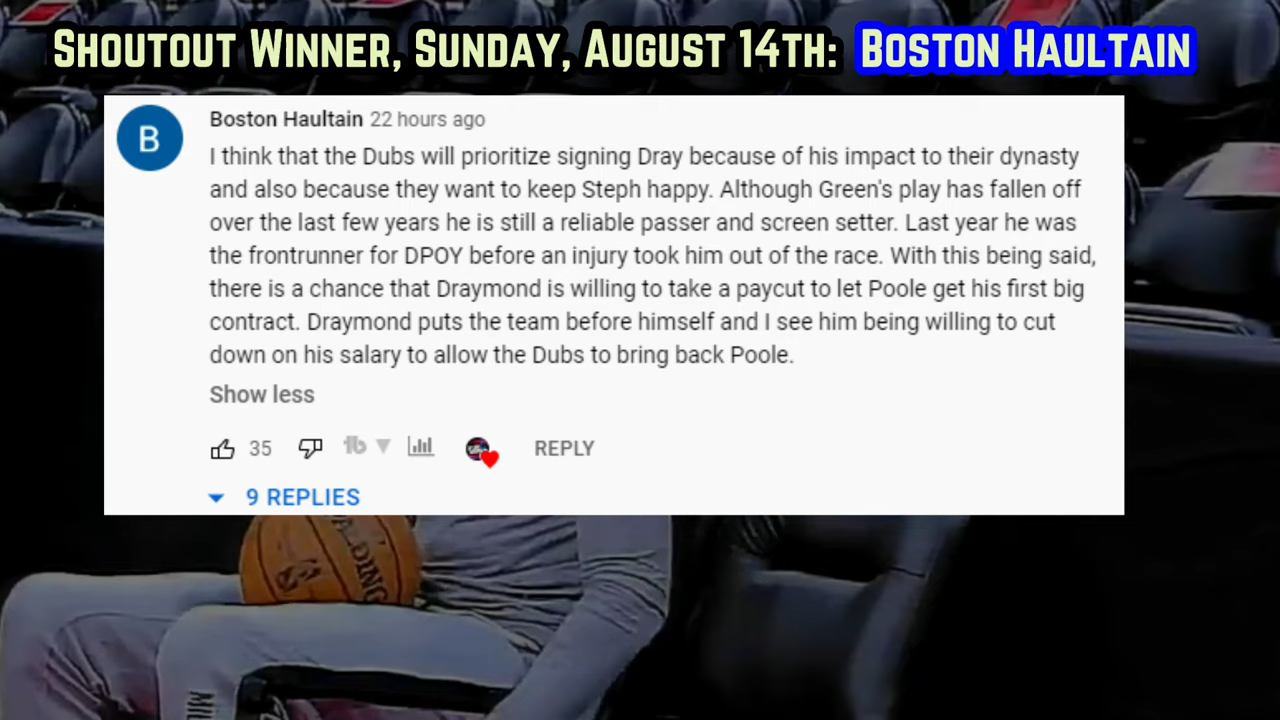 Shoutout Winner, Sunday, August 14th: Boston Haultain
B
Boston Haultain 22 hours ago
I think that the Dubs will prioritize signing Dray because of his impact to their dynasty
and also because they want to keep Steph happy. Although Green's play has fallen off
over the last few years he is still a reliable passer and screen setter. Last year he was
the frontrunner for DPOY before an injury took him out of the race. With this being said,
there is a chance that Draymond is willing to take a paycut to let Poole get his first big
contract. Draymond puts the team before himself and I see him being willing to cut
down on his salary to allow the Dubs to bring back Poole.
Show less
35 REPLY
9 REPLIES